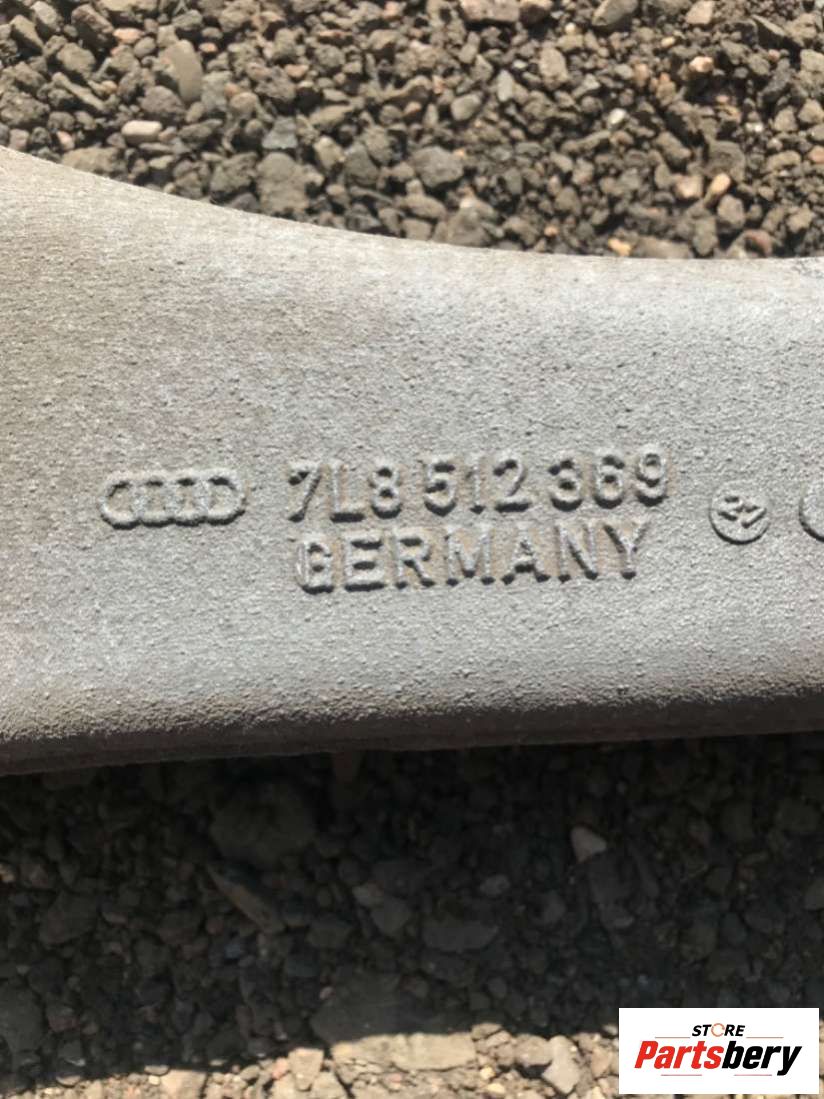 7L8 512 369
GERMANY
STORE
Partsbery